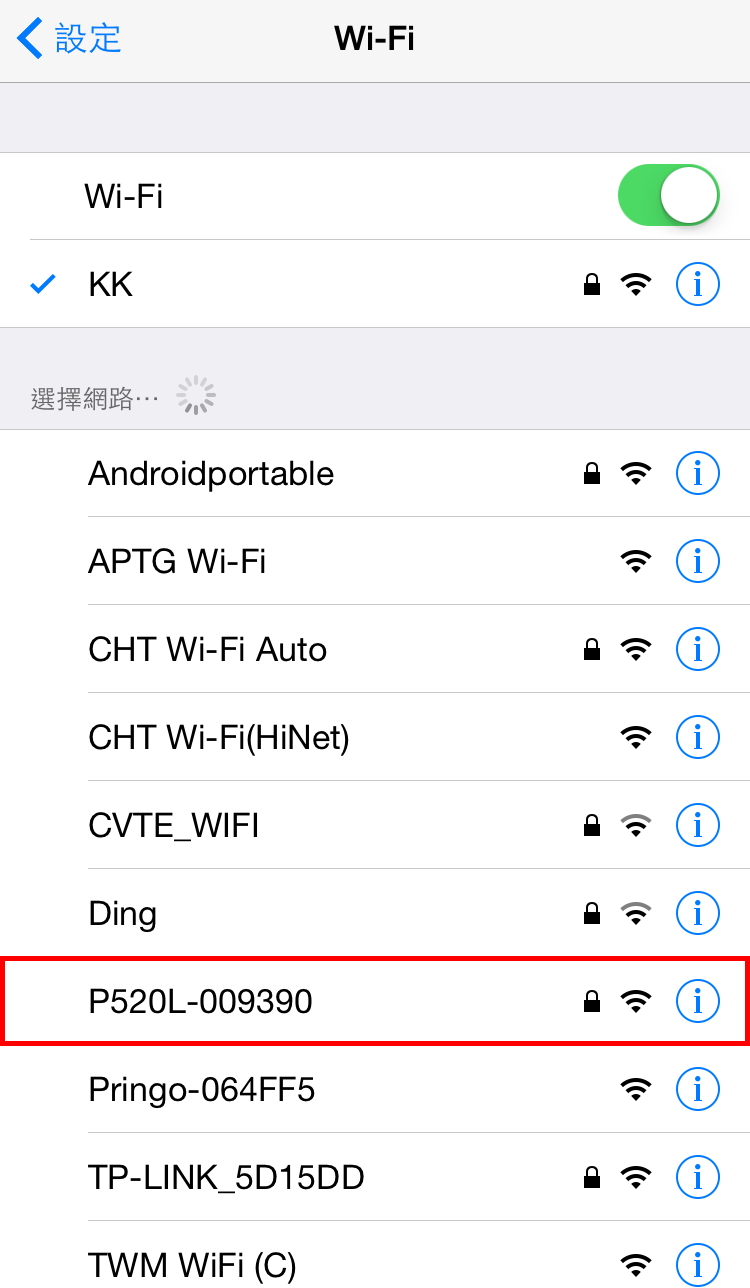 設定
Wi-Fi
Wi-Fi
KK
選擇網路⋯
Androidportable
APTG Wi-Fi
CHT Wi-Fi Auto
CHT Wi-Fi(HiNet)
CVTE_WIFI
Ding
P520L-009390
Pringo-064FF5
TP-LINK_5D15DD
TWM WiFi (C)